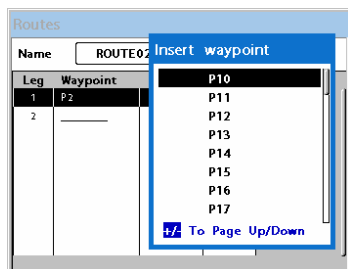 Routes
Name ROUTE02
Insert waypoint
Leg Waypoint
1 P2
2
P10
P11
P12
P13
P14
P15
P16
P17
+/- To Page Up/Down